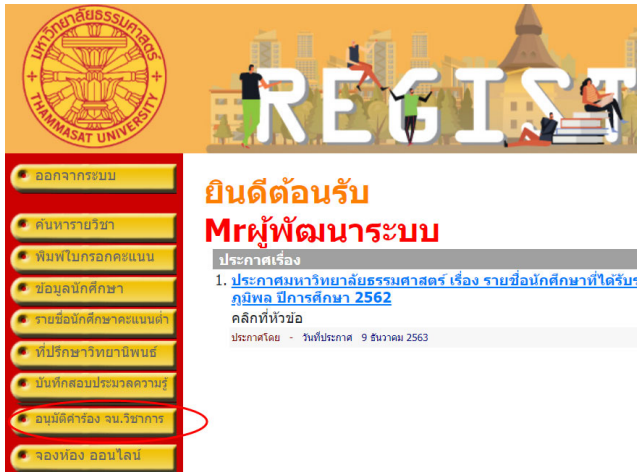 มหาวิทยาลัยธรรมศาสตร์
THAMMASAT UNIVERSITY
REGIST
ออกจากระบบ
ค้นหารายวิชา
พิมพ์ใบกรอกคะแนน
ข้อมูลนักศึกษา
รายชื่อนักศึกษาคะแนนต่ำ
ที่ปรึกษาวิทยานิพนธ์
บันทึกสอบประมวลความรู้
อนุมัติคำร้อง จน.วิชาการ
จองห้อง ออนไลน์
ยินดีต้อนรับ
Mrผู้พัฒนาระบบ
ประกาศเรื่อง
1. ประกาศมหาวิทยาลัยธรรมศาสตร์ เรื่อง รายชื่อนักศึกษาที่ได้รับ
ภูมิพล ปีการศึกษา 2562
คลิกที่หัวข้อ
ประกาศโดย - วันที่ประกาศ 9 ธันวาคม 2563